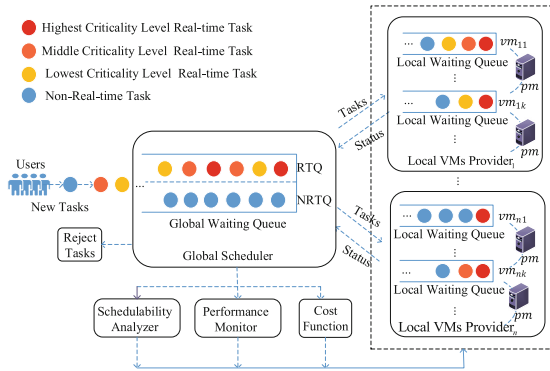 Highest Criticality Level Real-time Task
Middle Criticality Level Real-time Task
Lowest Criticality Level Real-time Task
Non-Real-time Task
Users
New Tasks
...
RTQ
NRTQ
Global Waiting Queue
Global Scheduler
Reject
Tasks
Schedulability
Analyzer
Performance
Monitor
Cost
Function
Tasks
Status
Tasks
Status
... vm11
Local Waiting Queue
⋮ pm
... vm1k
Local Waiting Queue
⋮ pm
Local VMs Provideri
⋮
... vmn1
Local Waiting Queue
⋮ pm
... vmnk
Local Waiting Queue
⋮ pm
Local VMs Providern